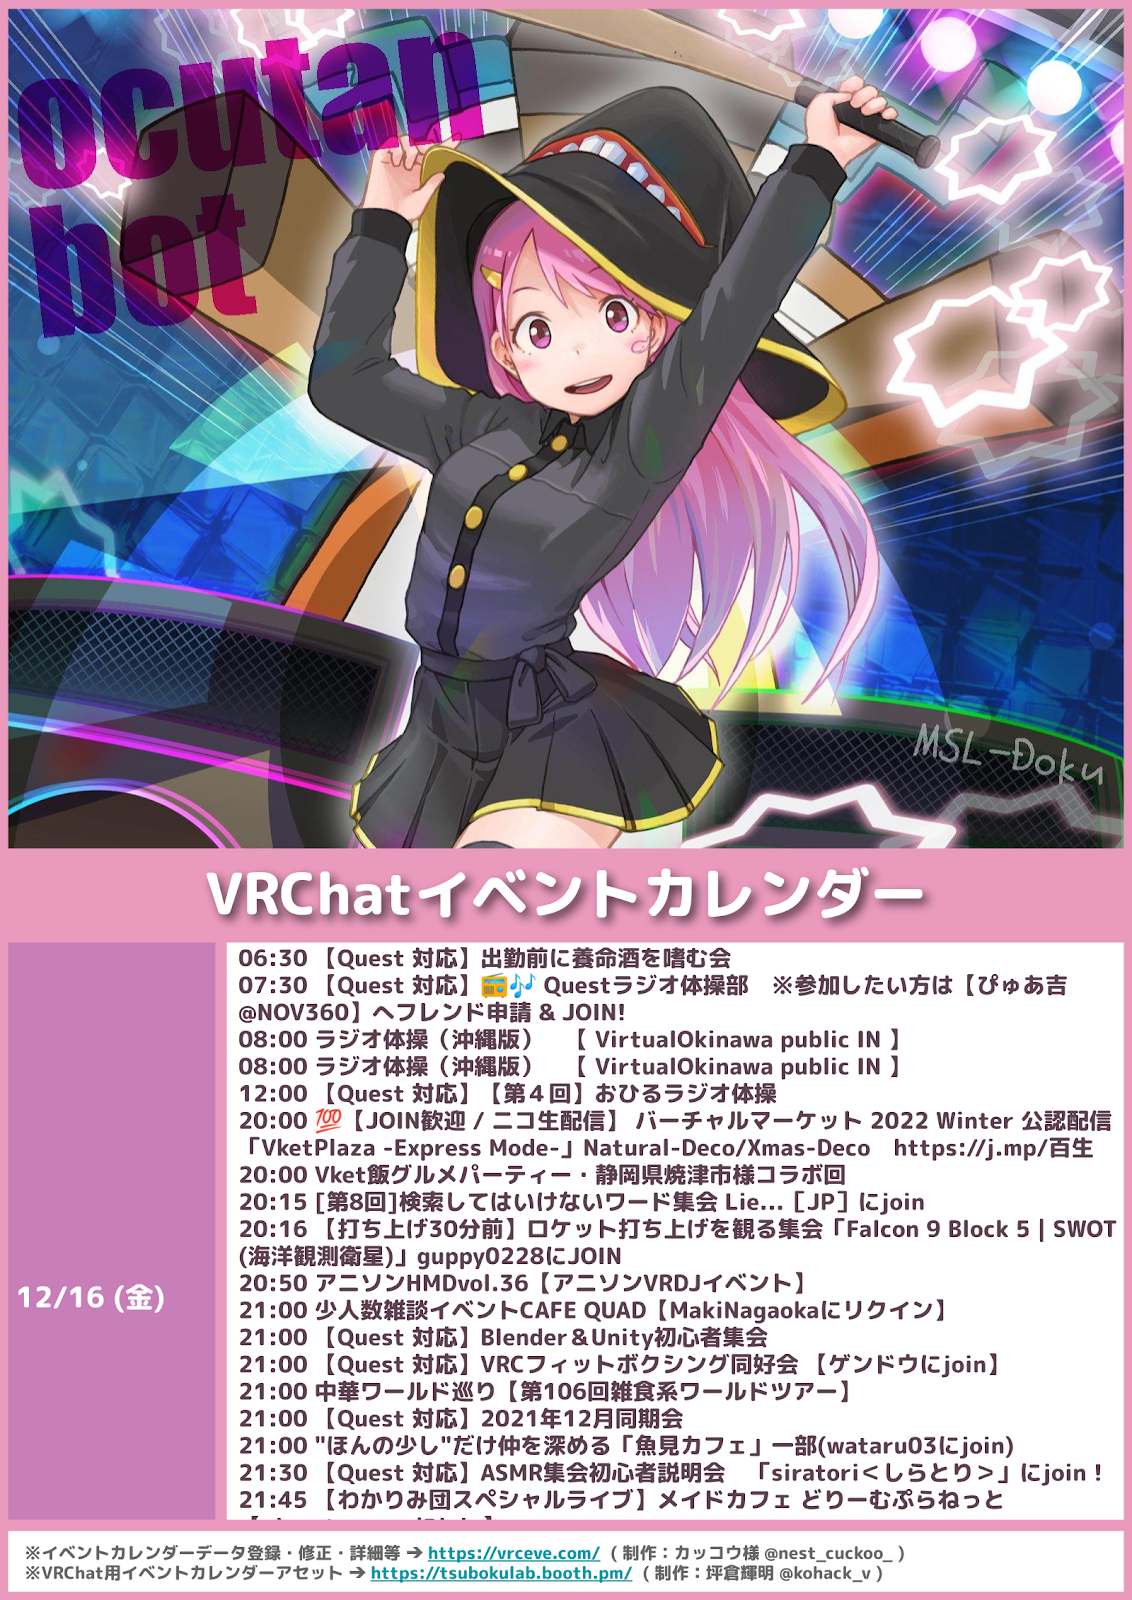 ocutan
bot
MSL-Doku
VRChatイベントカレンダー
12/16 (金)
06:30 【Quest 対応】出勤前に養命酒を嗜む会
07:30 【Quest 対応】📻🎶 Questラジオ体操部　※参加したい方は【ぴゅあ吉
@NOV360】へフレンド申請 & JOIN!
08:00 ラジオ体操（沖縄版）　【 VirtualOkinawa public IN 】
08:00 ラジオ体操（沖縄版）　【 VirtualOkinawa public IN 】
12:00 【Quest 対応】【第４回】おひるラジオ体操
20:00 💯【JOIN歓迎 / ニコ生配信】 バーチャルマーケット 2022 Winter 公認配信
「VketPlaza -Express Mode-」Natural-Deco/Xmas-Deco　https://j.mp/百生
20:00 Vket飯グルメパーティー・静岡県焼津市様コラボ回
20:15 [第8回]検索してはいけないワード集会 Lie...［JP］にjoin
20:16 【打ち上げ30分前】ロケット打ち上げを観る集会「Falcon 9 Block 5 | SWOT
(海洋観測衛星)」guppy0228にJOIN
20:50 アニソンHMDvol.36【アニソンVRDJイベント】
21:00 少人数雑談イベントCAFE QUAD【MakiNagaokaにリクイン】
21:00 【Quest 対応】Blender＆Unity初心者集会
21:00 【Quest 対応】VRCフィットボクシング同好会 【ゲンドウにjoin】
21:00 中華ワールド巡り【第106回雑食系ワールドツアー】
21:00 【Quest 対応】2021年12月同期会
21:00 "ほんの少し"だけ仲を深める「魚見カフェ」一部(wataru03にjoin)
21:30 【Quest 対応】ASMR集会初心者説明会　「siratori＜しらとり＞」にjoin！
21:45 【わかりみ団スペシャルライブ】メイドカフェ どりーむぷらねっと
※イベントカレンダーデータ登録・修正・詳細等 ➔ https://vrceve.com/ （ 制作：カッコウ様 @nest_cuckoo_ ）
※VRChat用イベントカレンダーアセット ➔ https://tsubokulab.booth.pm/ （ 制作：坪倉輝明 @kohack_v ）